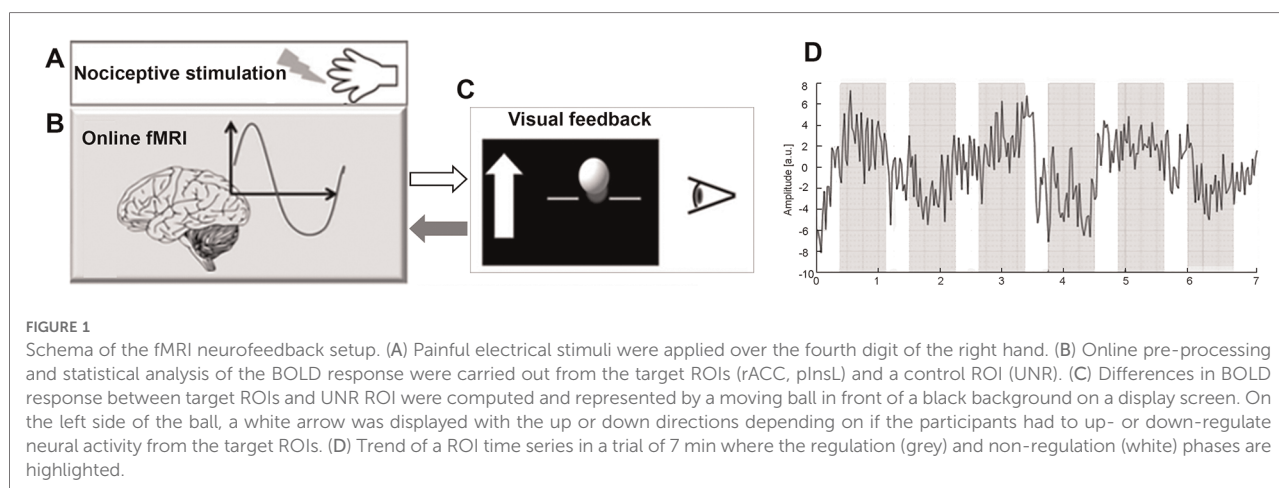 A
Nociceptive stimulation
B
Online fMRI
C
Visual feedback
D
Amplitude [a.u.]
8
6
4
2
0
-2
-4
-6
-8
-10
0 1 2 3 4 5 6 7
FIGURE 1
Schema of the fMRI neurofeedback setup. (A) Painful electrical stimuli were applied over the fourth digit of the right hand. (B) Online pre-processing
and statistical analysis of the BOLD response were carried out from the target ROIs (rACC, pInsL) and a control ROI (UNR). (C) Differences in BOLD
response between target ROIs and UNR ROI were computed and represented by a moving ball in front of a black background on a display screen. On
the left side of the ball, a white arrow was displayed with the up or down directions depending on if the participants had to up- or down-regulate
neural activity from the target ROIs. (D) Trend of a ROI time series in a trial of 7 min where the regulation (grey) and non-regulation (white) phases are
highlighted.